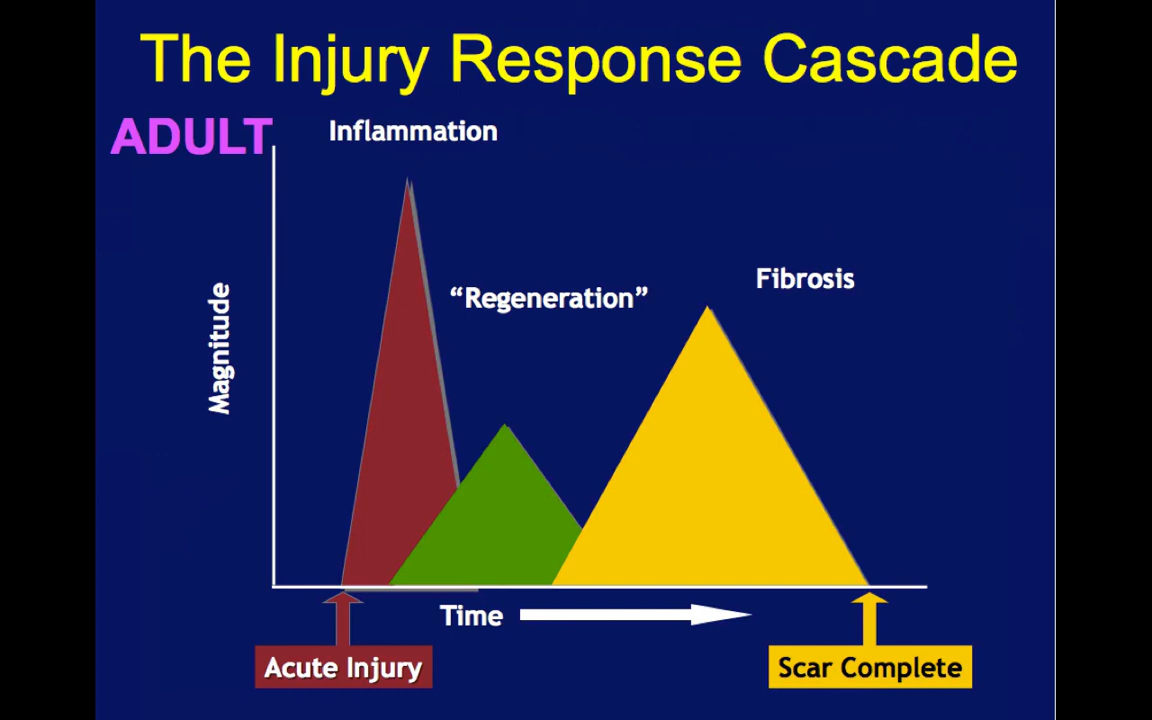 The Injury Response Cascade
ADULT
Inflammation
“Regeneration”
Fibrosis
Magnitude
Time
Acute Injury
Scar Complete